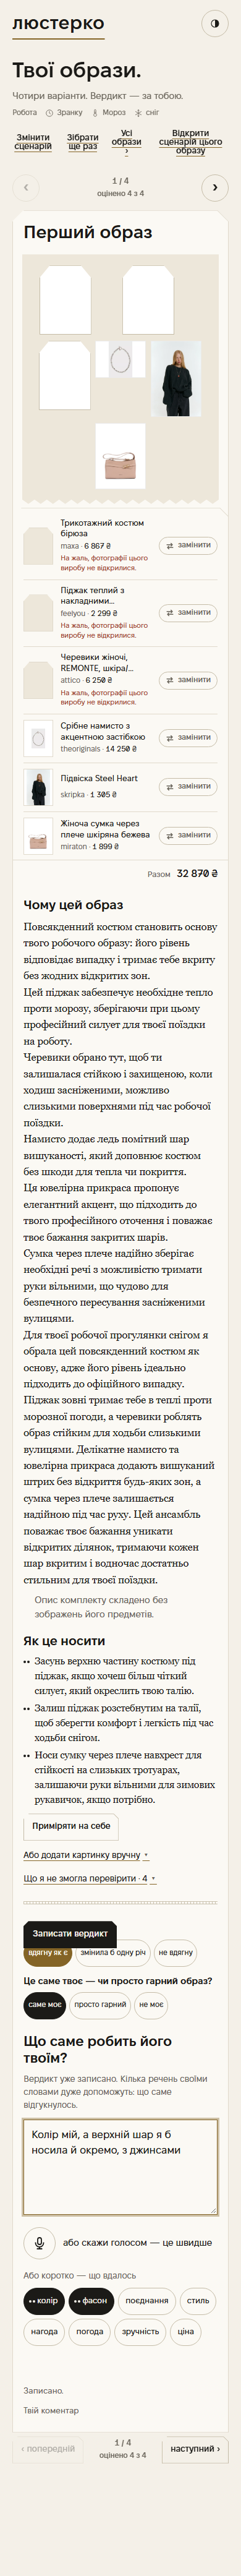 люстерко
Твої образи.
Чотири варіанти. Вердикт — за тобою.
Робота Зранку Мороз сніг
Змінити сценарій
Зібрати ще раз
Усі образи ›
Відкрити сценарій цього образу
‹
1 / 4
оцінено 4 з 4
›
Перший образ
Трикотажний костюм
бірюза
maxa · 6 867 ₴
На жаль, фотографії цього
виробу не відкрилися.
замінити
Піджак теплий з
накладними...
feelyou · 2 299 ₴
На жаль, фотографії цього
виробу не відкрилися.
замінити
Черевики жіночі,
REMONTE, шкіра/...
attico · 6 250 ₴
На жаль, фотографії цього
виробу не відкрилися.
замінити
Срібне намисто з
акцентною застібкою
theoriginals · 14 250 ₴
замінити
Підвіска Steel Heart
skripka · 1 305 ₴
замінити
Жіноча сумка через
плече шкіряна бежева
miraton · 1 899 ₴
замінити
Разом 32 870 ₴
Чому цей образ
Повсякденний костюм становить основу
твого робочого образу: його рівень
відповідає випадку і тримає тебе вкриту
без жодних відкритих зон.
Цей піджак забезпечує необхідне тепло
проти морозу, зберігаючи при цьому
професійний силует для твоєї поїздки
на роботу.
Черевики обрано тут, щоб ти
залишалася стійкою і захищеною, коли
ходиш засніженими, можливо
слизькими поверхнями під час робочої
поїздки.
Намисто додає ледь помітний шар
вишуканості, який доповнює костюм
без шкоди для тепла чи покриття.
Ця ювелірна прикраса пропонує
елегантний акцент, що підходить до
твого професійного оточення і поважає
твоє бажання закритих шарів.
Сумка через плече надійно зберігає
необхідні речі з можливістю тримати
руки вільними, що чудово для
безпечного пересування засніженими
вулицями.
Для твоєї робочої прогулянки снігом я
обрала цей повсякденний костюм як
основу, адже його рівень ідеально
підходить до офіційного випадку.
Піджак зовні тримає тебе в теплі проти
морозної погоди, а черевики роблять
образ стійким для ходьби слизькими
вулицями. Делікатне намисто та
ювелірна прикраса додають вишуканий
штрих без відкриття будь-яких зон, а
сумка через плече залишається
надійною під час руху. Цей ансамбль
поважає твоє бажання уникати
відкритих ділянок, тримаючи кожен
шар вкритим і водночас достатньо
стильним для твоєї поїздки.
Опис комплекту складено без
зображень його предметів.
Як це носити
Засунь верхню частину костюму під
піджак, якщо хочеш більш чіткий
силует, який окреслить твою талію.
Залиш піджак розстебнутим на талії,
щоб зберегти комфорт і легкість під час
ходьби снігом.
Носи сумку через плече навхрест для
стійкості на слизьких тротуарах,
залишаючи руки вільними для зимових
рукавичок, якщо потрібно.
Приміряти на себе
Або додати картинку вручну
Що я не змогла перевірити · 4
Записати вердикт
вдягну як є
змінила б одну річ
не вдягну
Це саме твоє — чи просто гарний образ?
саме моє
просто гарний
не моє
Що саме робить його
твоїм?
Вердикт уже записано. Кілька речень своїми
словами дуже допоможуть: що саме
відгукнулось.
Колір мій, а верхній шар я б
носила й окремо, з джинсами
або скажи голосом — це швидше
Або коротко — що вдалось
колір
фасон
поєднання
стиль
нагода
погода
зручність
ціна
Записано.
Твій коментар
‹ попередній
1 / 4
оцінено 4 з 4
наступний ›